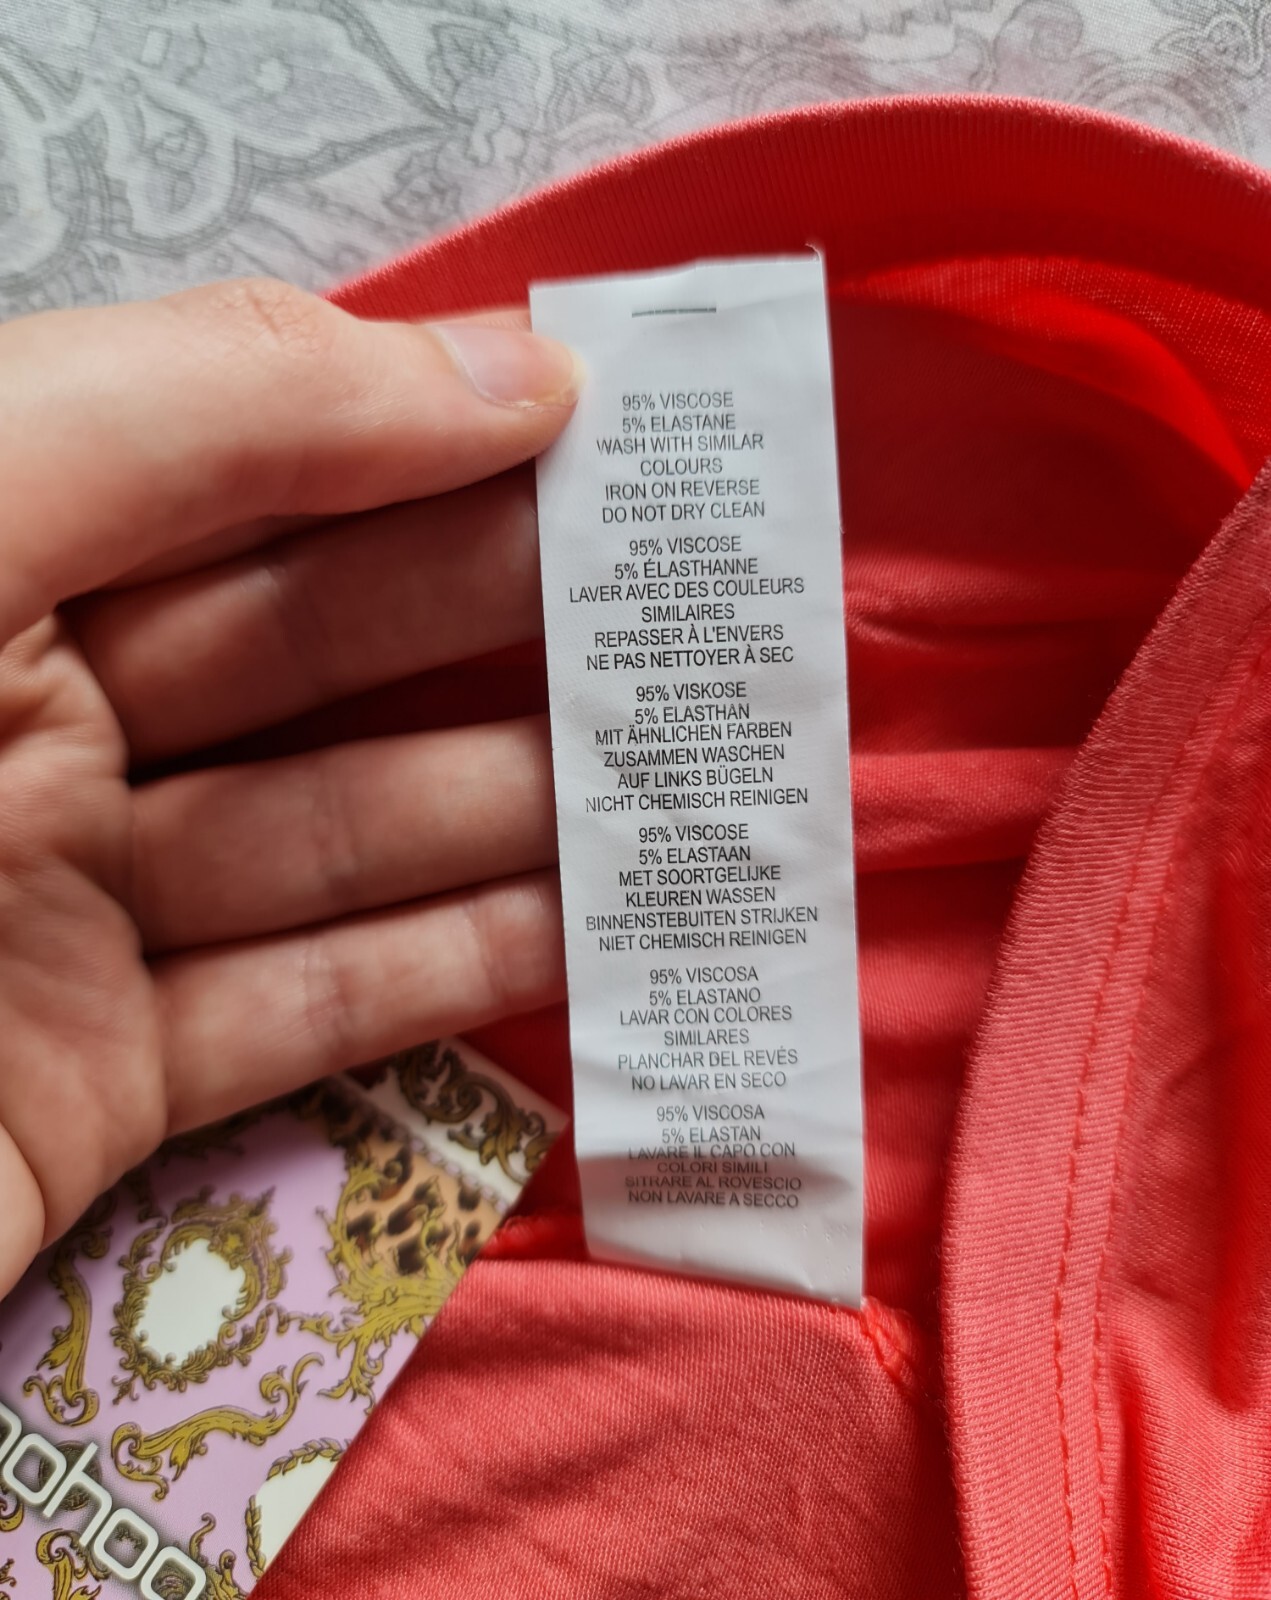 95% VISCOSE
5% ELASTANE
WASH WITH SIMILAR
COLOURS
IRON ON REVERSE
DO NOT DRY CLEAN
95% VISCOSE
5% ÉLASTHANNE
LAVER AVEC DES COULEURS
SIMILAIRES
REPASSER À L'ENVERS
NE PAS NETTOYER À SEC
95% VISKOSE
5% ELASTHAN
MIT ÄHNLICHEN FARBEN
ZUSAMMEN WASCHEN
AUF LINKS BÜGELN
NICHT CHEMISCH REINIGEN
95% VISCOSE
5% ELASTAAN
MET SOORTGELIJKE
KLEUREN WASSEN
BINNENSTEBUITEN STRIJKEN
NIET CHEMISCH REINIGEN
95% VISCOSA
5% ELASTANO
LAVAR CON COLORES
SIMILARES
PLANCHAR DEL REVÉS
NO LAVAR EN SECO
95% VISCOSA
5% ELASTAN
LAVARE IL CAPO CON
COLORI SIMILI
SITRARE AL ROVESCIO
NON LAVARE A SECCO
ohoo